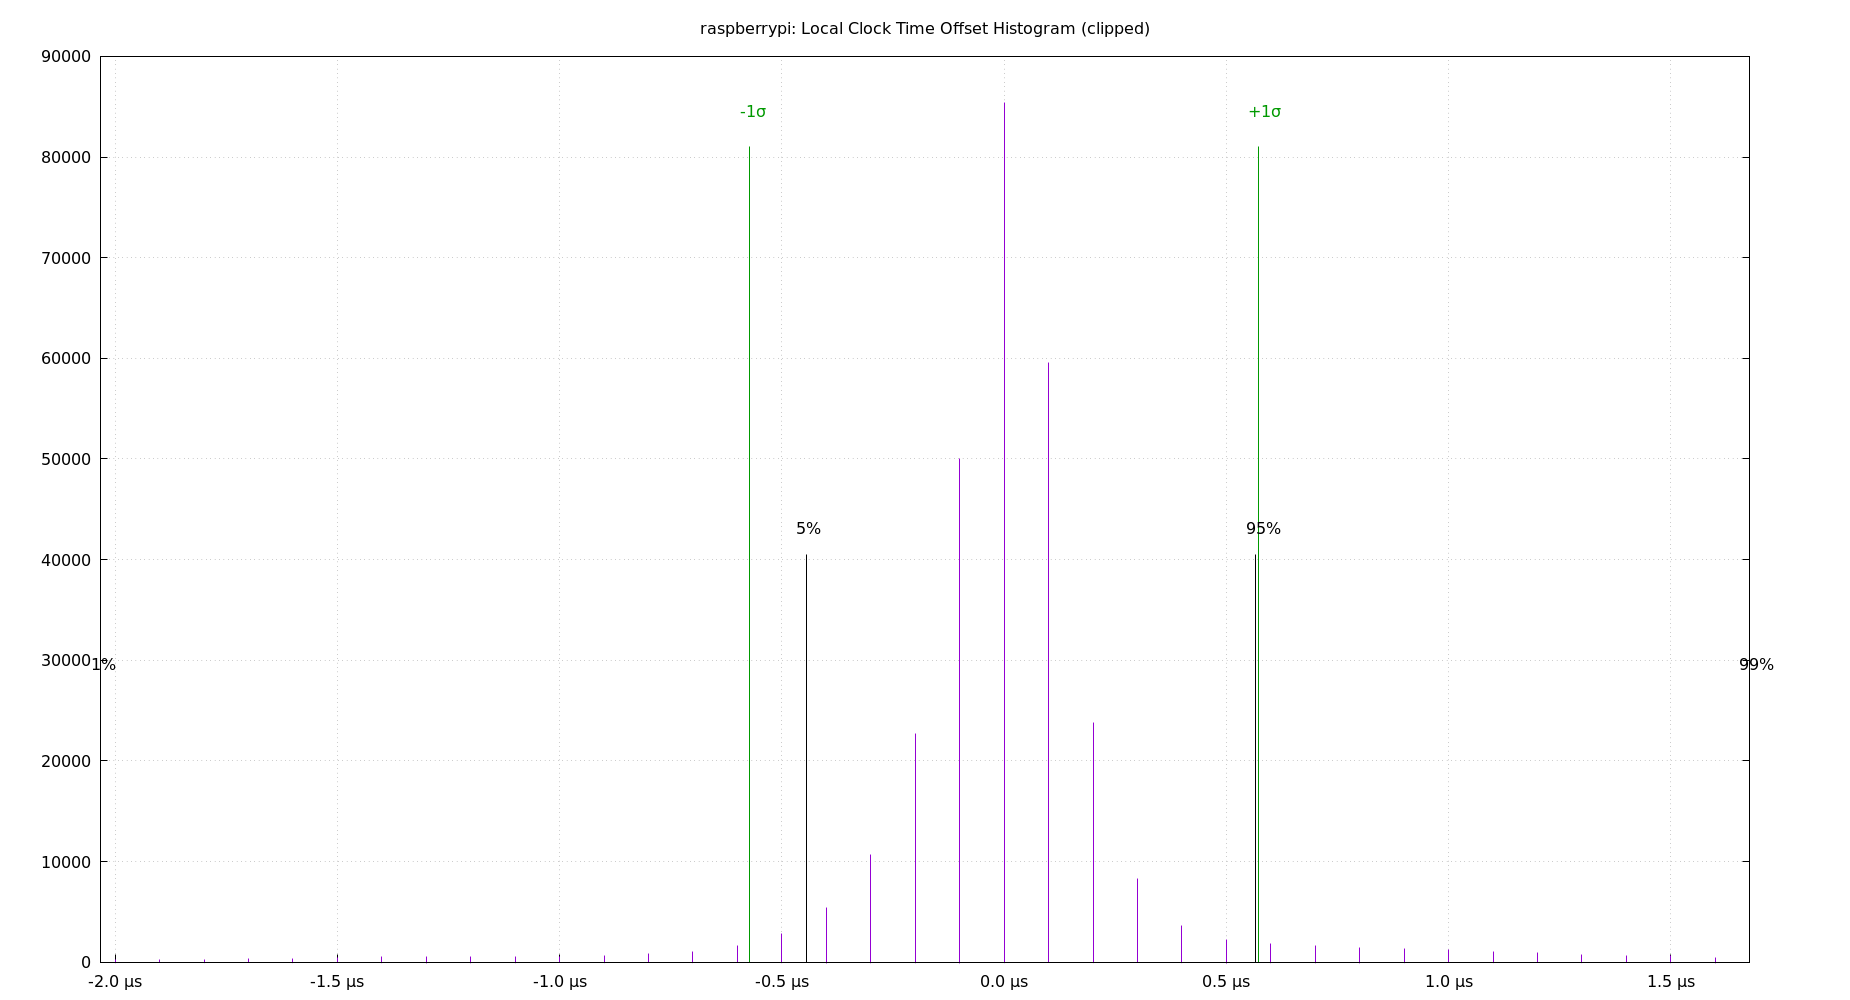 raspberrypi: Local Clock Time Offset Histogram (clipped)
90000
-1σ +1σ
80000
70000
60000
50000
5% 95%
40000
30000 1% 99%
20000
10000
0
-2.0 µs -1.5 µs -1.0 µs -0.5 µs 0.0 µs 0.5 µs 1.0 µs 1.5 µs